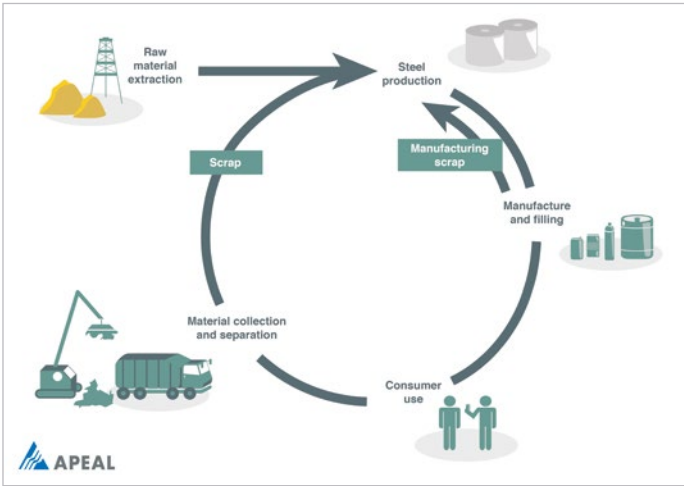 Raw
material
extraction
Steel
production
Scrap
Manufacturing
scrap
Manufacture
and filling
Material collection
and separation
Consumer
use
APEAL